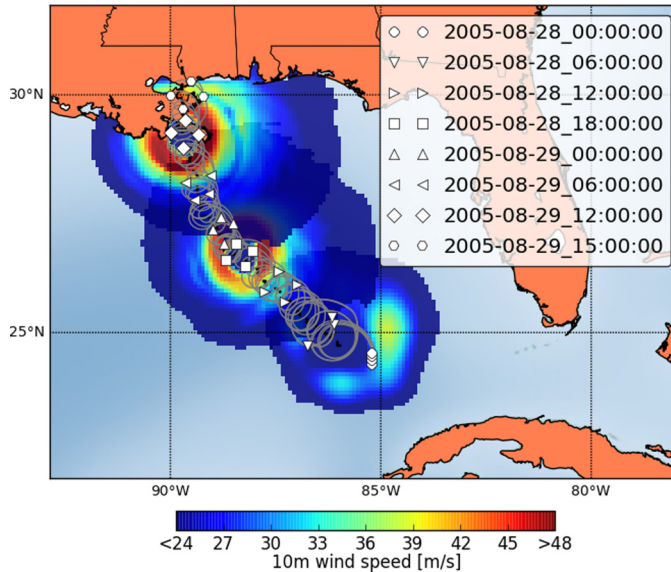 2005-08-28_00:00:00
2005-08-28_06:00:00
2005-08-28_12:00:00
2005-08-28_18:00:00
2005-08-29_00:00:00
2005-08-29_06:00:00
2005-08-29_12:00:00
2005-08-29_15:00:00
30°N
25°N
90°W 85°W 80°W
<24 27 30 33 36 39 42 45 >48
10m wind speed [m/s]